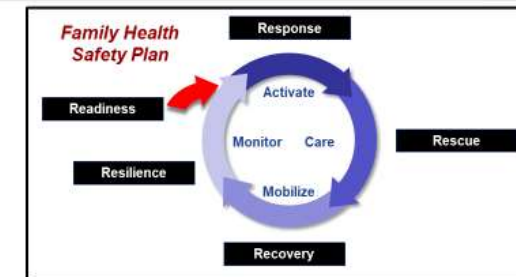 Family Health
Safety Plan
Response
Activate
Readiness
Monitor
Care
Rescue
Resilience
Mobilize
Recovery